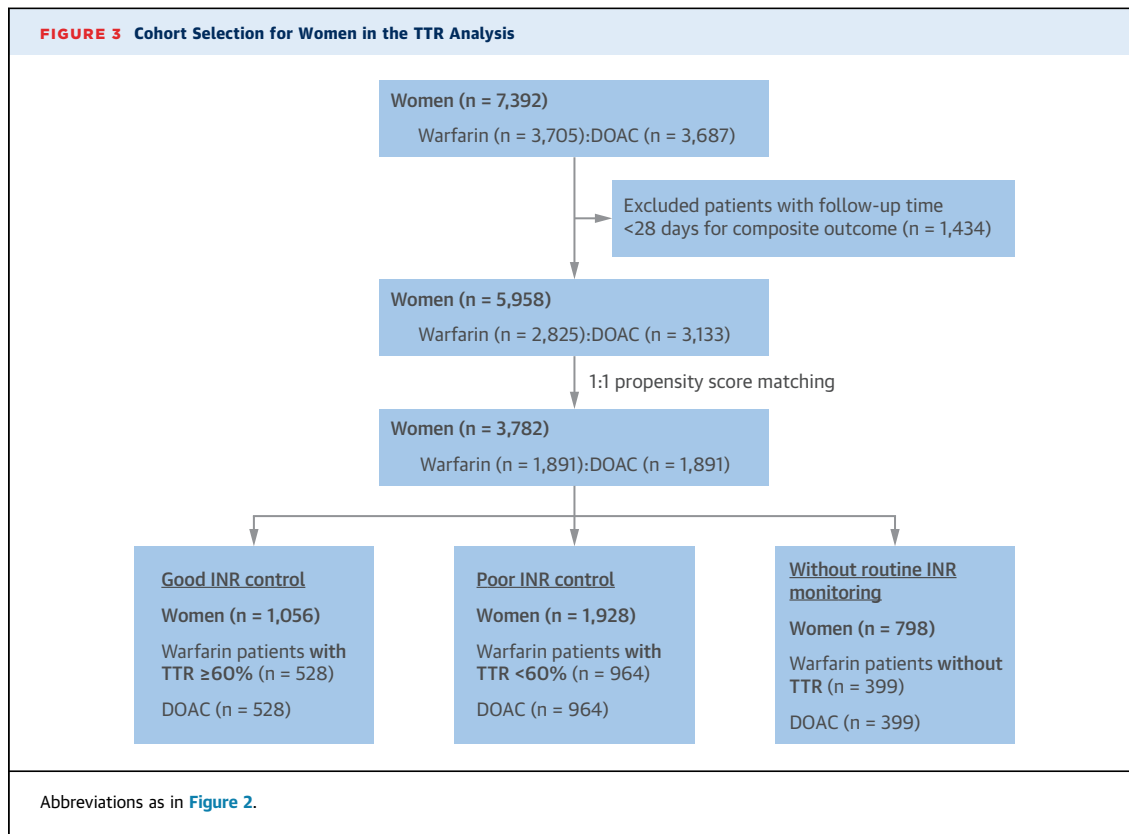 FIGURE 3 Cohort Selection for Women in the TTR Analysis
Women (n = 7,392)
Warfarin (n = 3,705):DOAC (n = 3,687)
Excluded patients with follow-up time
<28 days for composite outcome (n = 1,434)
Women (n = 5,958)
Warfarin (n = 2,825):DOAC (n = 3,133)
1:1 propensity score matching
Women (n = 3,782)
Warfarin (n = 1,891):DOAC (n = 1,891)
Good INR control
Women (n = 1,056)
Warfarin patients with
TTR ≥60% (n = 528)
DOAC (n = 528)
Poor INR control
Women (n = 1,928)
Warfarin patients with
TTR <60% (n = 964)
DOAC (n = 964)
Without routine INR
monitoring
Women (n = 798)
Warfarin patients without
TTR (n = 399)
DOAC (n = 399)
Abbreviations as in Figure 2.